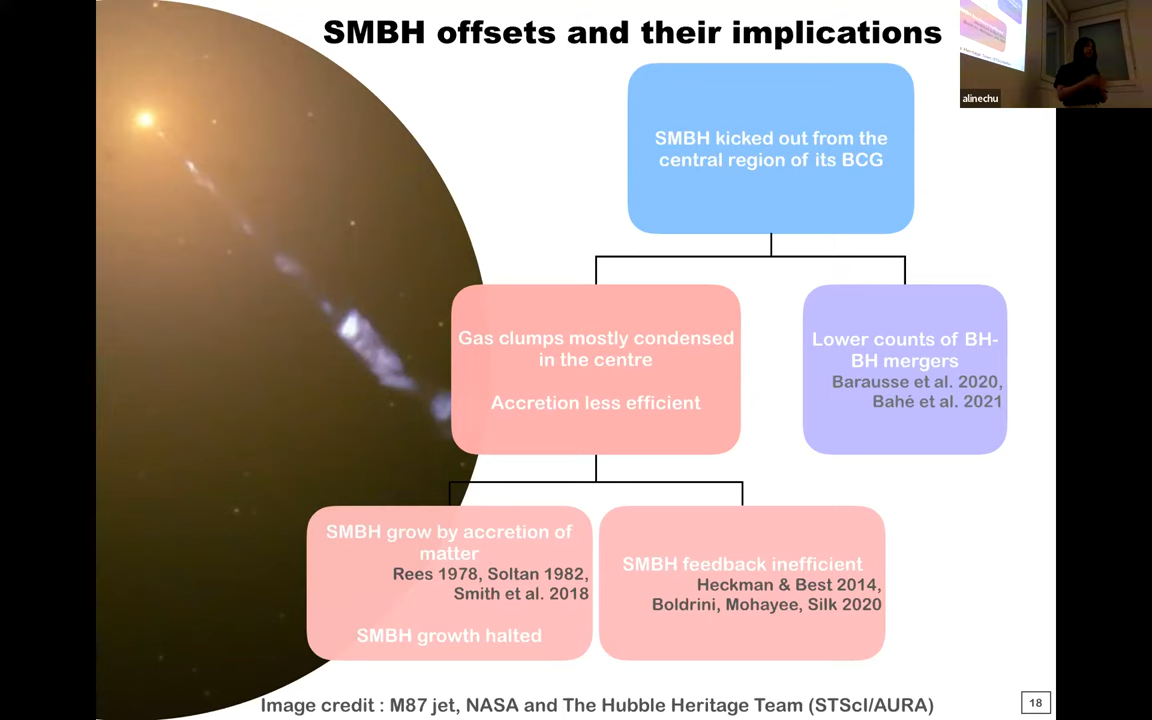 SMBH offsets and their implications
alinechu
SMBH kicked out from the
central region of its BCG
Gas clumps mostly condensed
in the centre
Accretion less efficient
Lower counts of BH-
BH mergers
Barausse et al. 2020,
Bahé et al. 2021
SMBH grow by accretion of
matter
Rees 1978, Soltan 1982,
Smith et al. 2018
SMBH growth halted
SMBH feedback inefficient
Heckman & Best 2014,
Boldrini, Mohayee, Silk 2020
Image credit : M87 jet, NASA and The Hubble Heritage Team (STScI/AURA)
18